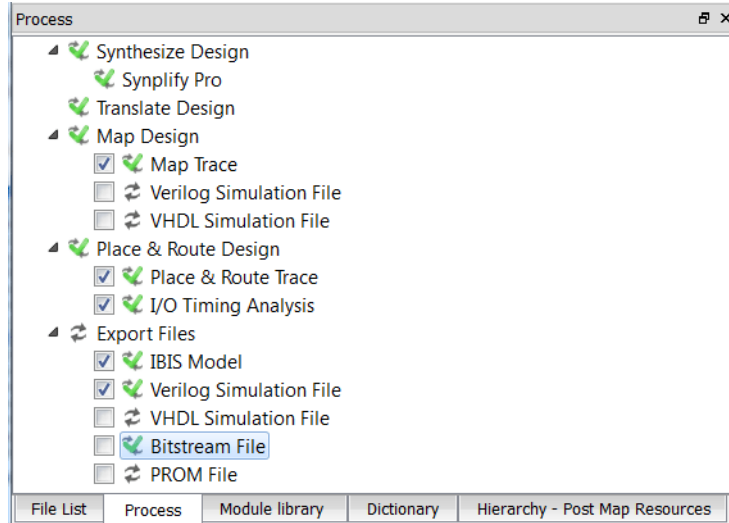 Process
Synthesize Design
Synplify Pro
Translate Design
Map Design
Map Trace
Verilog Simulation File
VHDL Simulation File
Place & Route Design
Place & Route Trace
I/O Timing Analysis
Export Files
IBIS Model
Verilog Simulation File
VHDL Simulation File
Bitstream File
PROM File
File List Process Module library Dictionary Hierarchy - Post Map Resources